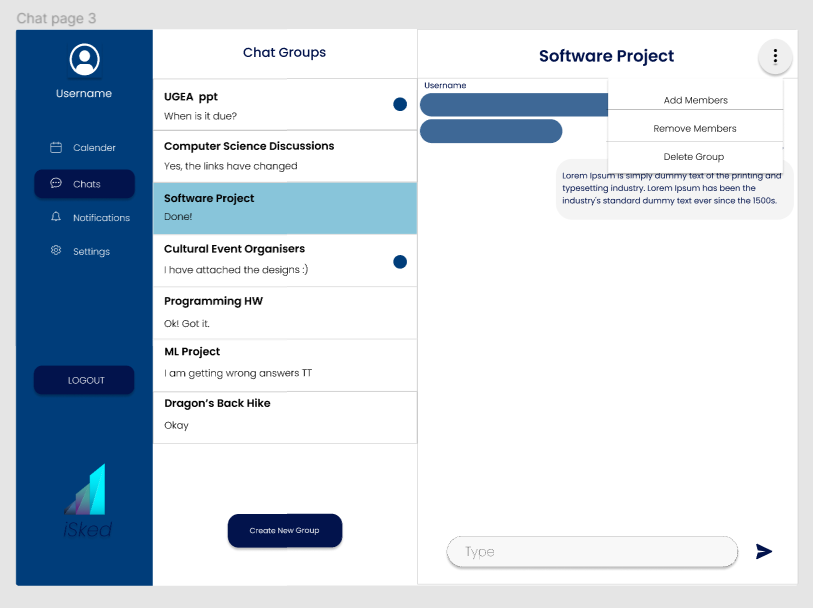 Chat page 3
Username
Calender
Chats
Notifications
Settings
LOGOUT
iSked
Chat Groups
UGEA ppt
When is it due?
Computer Science Discussions
Yes, the links have changed
Software Project
Done!
Cultural Event Organisers
I have attached the designs :)
Programming HW
Ok! Got it.
ML Project
I am getting wrong answers TT
Dragon's Back Hike
Okay
Create New Group
Software Project
Username
Add Members
Remove Members
Delete Group
Lorem Ipsum is simply dummy text of the printing and
typesetting industry. Lorem Ipsum has been the
industry's standard dummy text ever since the 1500s.
Type